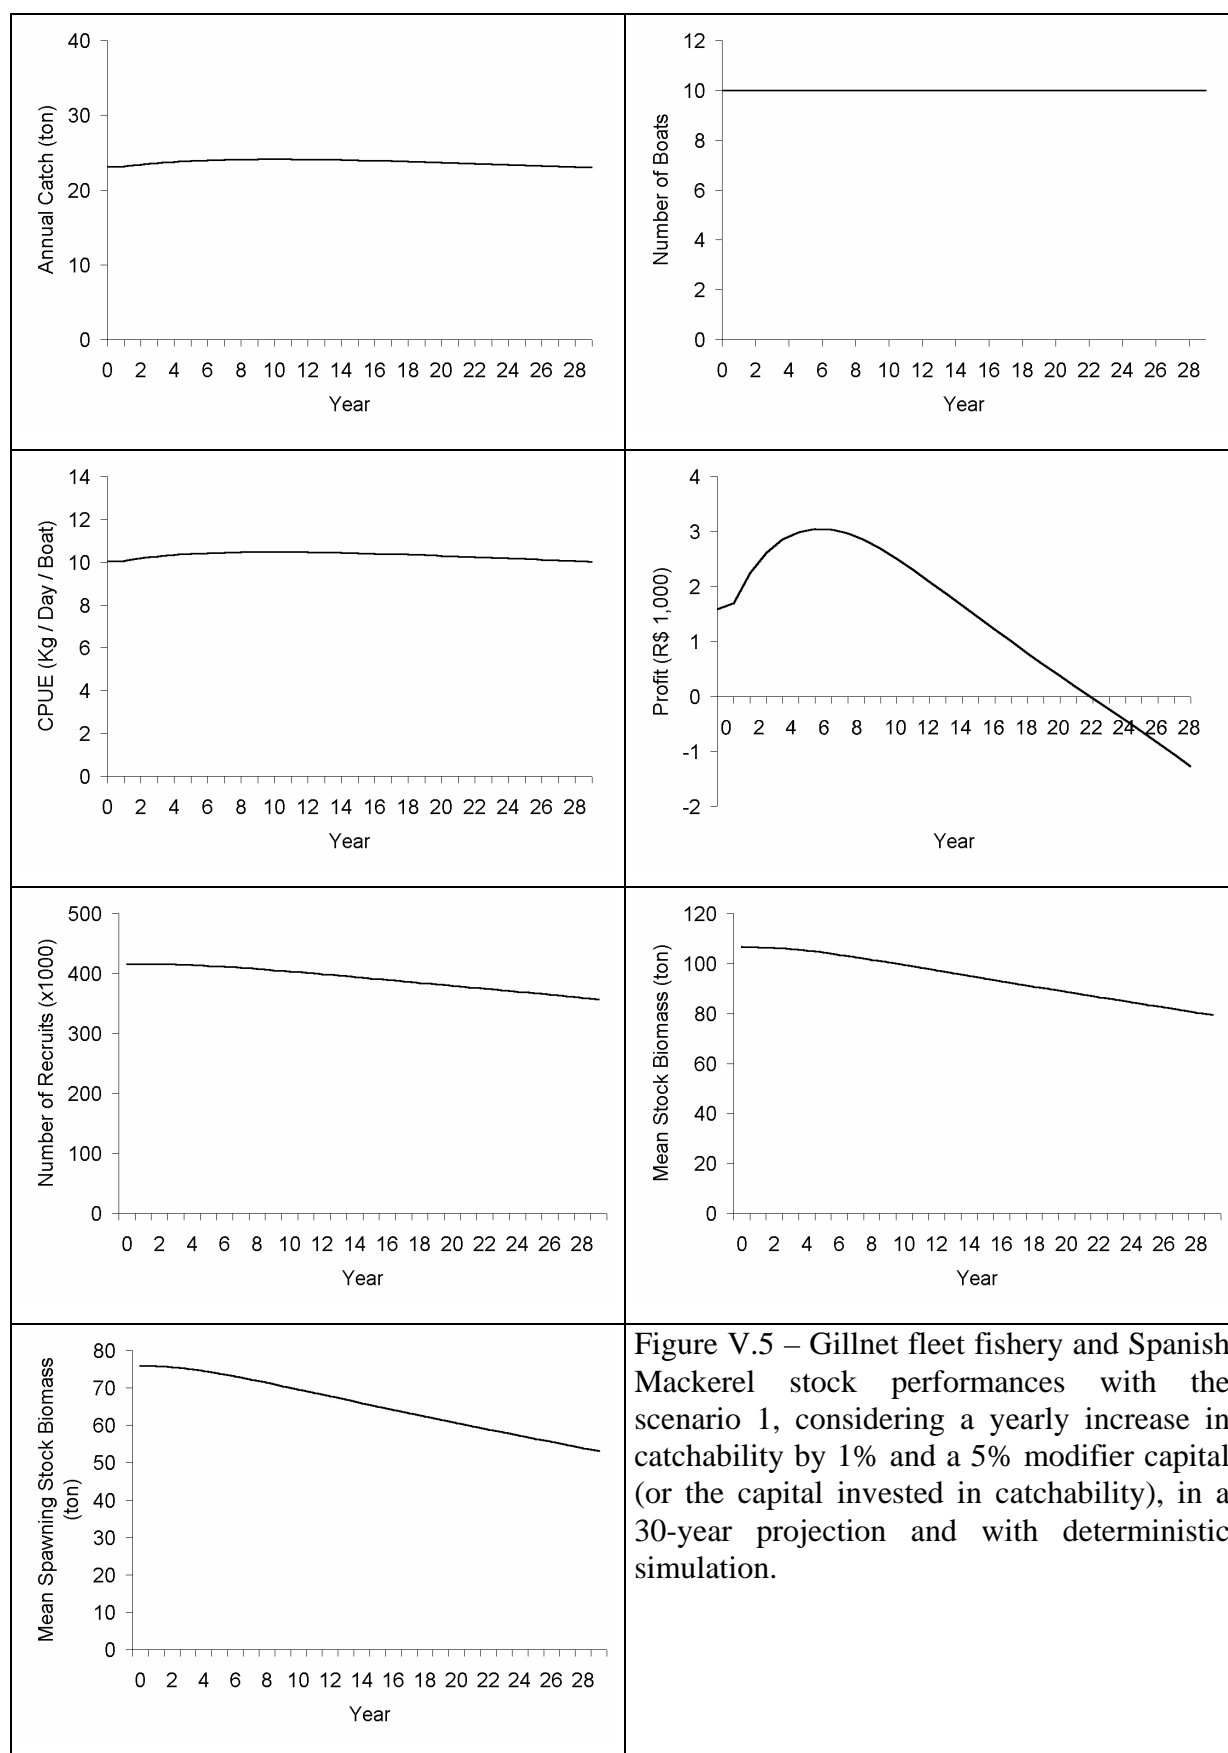 40
30
20
10
0
Annual Catch (ton)
0 2 4 6 8 10 12 14 16 18 20 22 24 26 28
Year
12
10
8
6
4
2
0
Number of Boats
0 2 4 6 8 10 12 14 16 18 20 22 24 26 28
Year
14
12
10
8
6
4
2
0
CPUE (Kg / Day / Boat)
0 2 4 6 8 10 12 14 16 18 20 22 24 26 28
Year
4
3
2
1
0
-1
-2
Profit (R$ 1,000)
0 2 4 6 8 10 12 14 16 18 20 22 24 26 28
Year
500
400
300
200
100
0
Number of Recruits (x1000)
0 2 4 6 8 10 12 14 16 18 20 22 24 26 28
Year
120
100
80
60
40
20
0
Mean Stock Biomass (ton)
0 2 4 6 8 10 12 14 16 18 20 22 24 26 28
Year
80
70
60
50
40
30
20
10
0
Mean Spawning Stock Biomass
(ton)
0 2 4 6 8 10 12 14 16 18 20 22 24 26 28
Year
Figure V.5 – Gillnet fleet fishery and Spanish
Mackerel stock performances with the
scenario 1, considering a yearly increase in
catchability by 1% and a 5% modifier capital
(or the capital invested in catchability), in a
30-year projection and with deterministic
simulation.